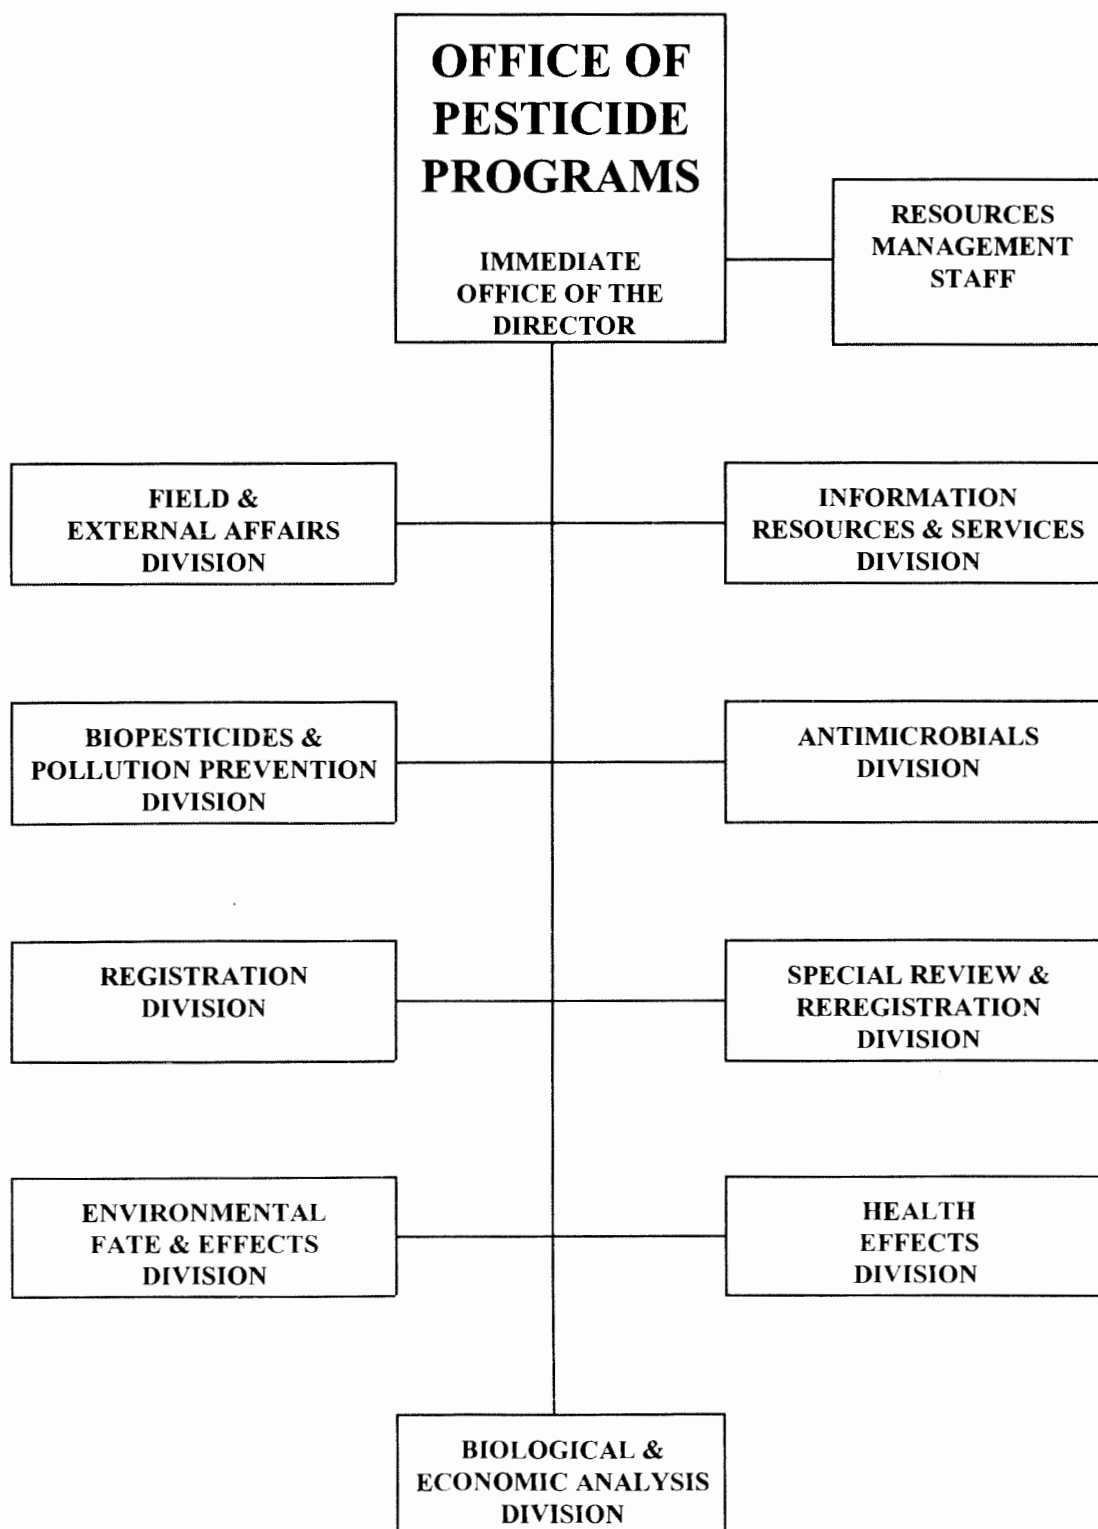 OFFICE OF
PESTICIDE
PROGRAMS
IMMEDIATE
OFFICE OF THE
DIRECTOR
RESOURCES
MANAGEMENT
STAFF
FIELD &
EXTERNAL AFFAIRS
DIVISION
INFORMATION
RESOURCES & SERVICES
DIVISION
BIOPESTICIDES &
POLLUTION PREVENTION
DIVISION
ANTIMICROBIALS
DIVISION
REGISTRATION
DIVISION
SPECIAL REVIEW &
REREGISTRATION
DIVISION
ENVIRONMENTAL
FATE & EFFECTS
DIVISION
HEALTH
EFFECTS
DIVISION
BIOLOGICAL &
ECONOMIC ANALYSIS
DIVISION